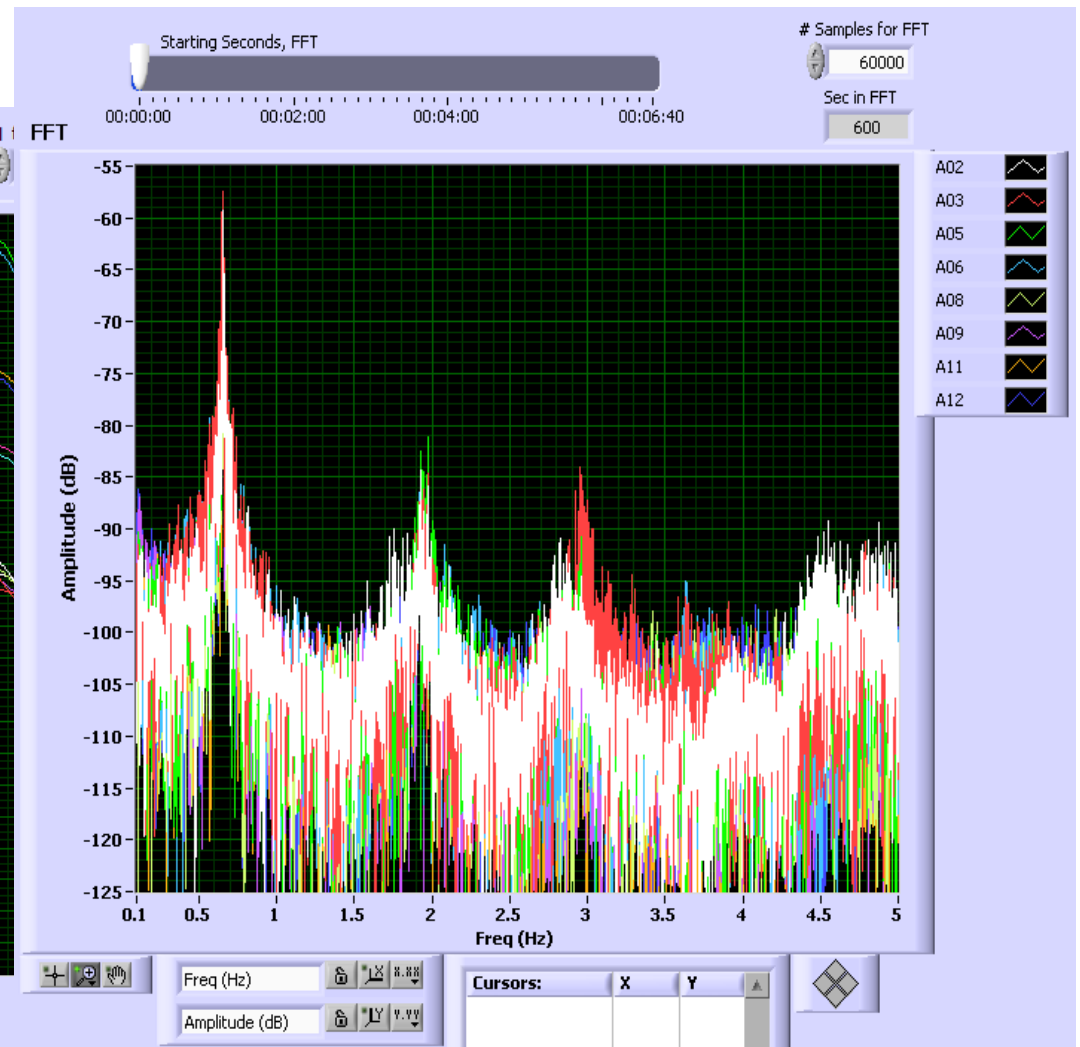 Starting Seconds, FFT
# Samples for FFT
60000
00:00:00 00:02:00 00:04:00 00:06:40
Sec in FFT
600
FFT
-55
-60
-65
-70
-75
-80
-85
-90
-95
-100
-105
-110
-115
-120
-125
Amplitude (dB)
0.1 0.5 1 1.5 2 2.5 3 3.5 4 4.5 5
Freq (Hz)
A02
A03
A05
A06
A08
A09
A11
A12
Freq (Hz)
X
X.XX
Amplitude (dB)
Y
Y.YY
Cursors: X Y